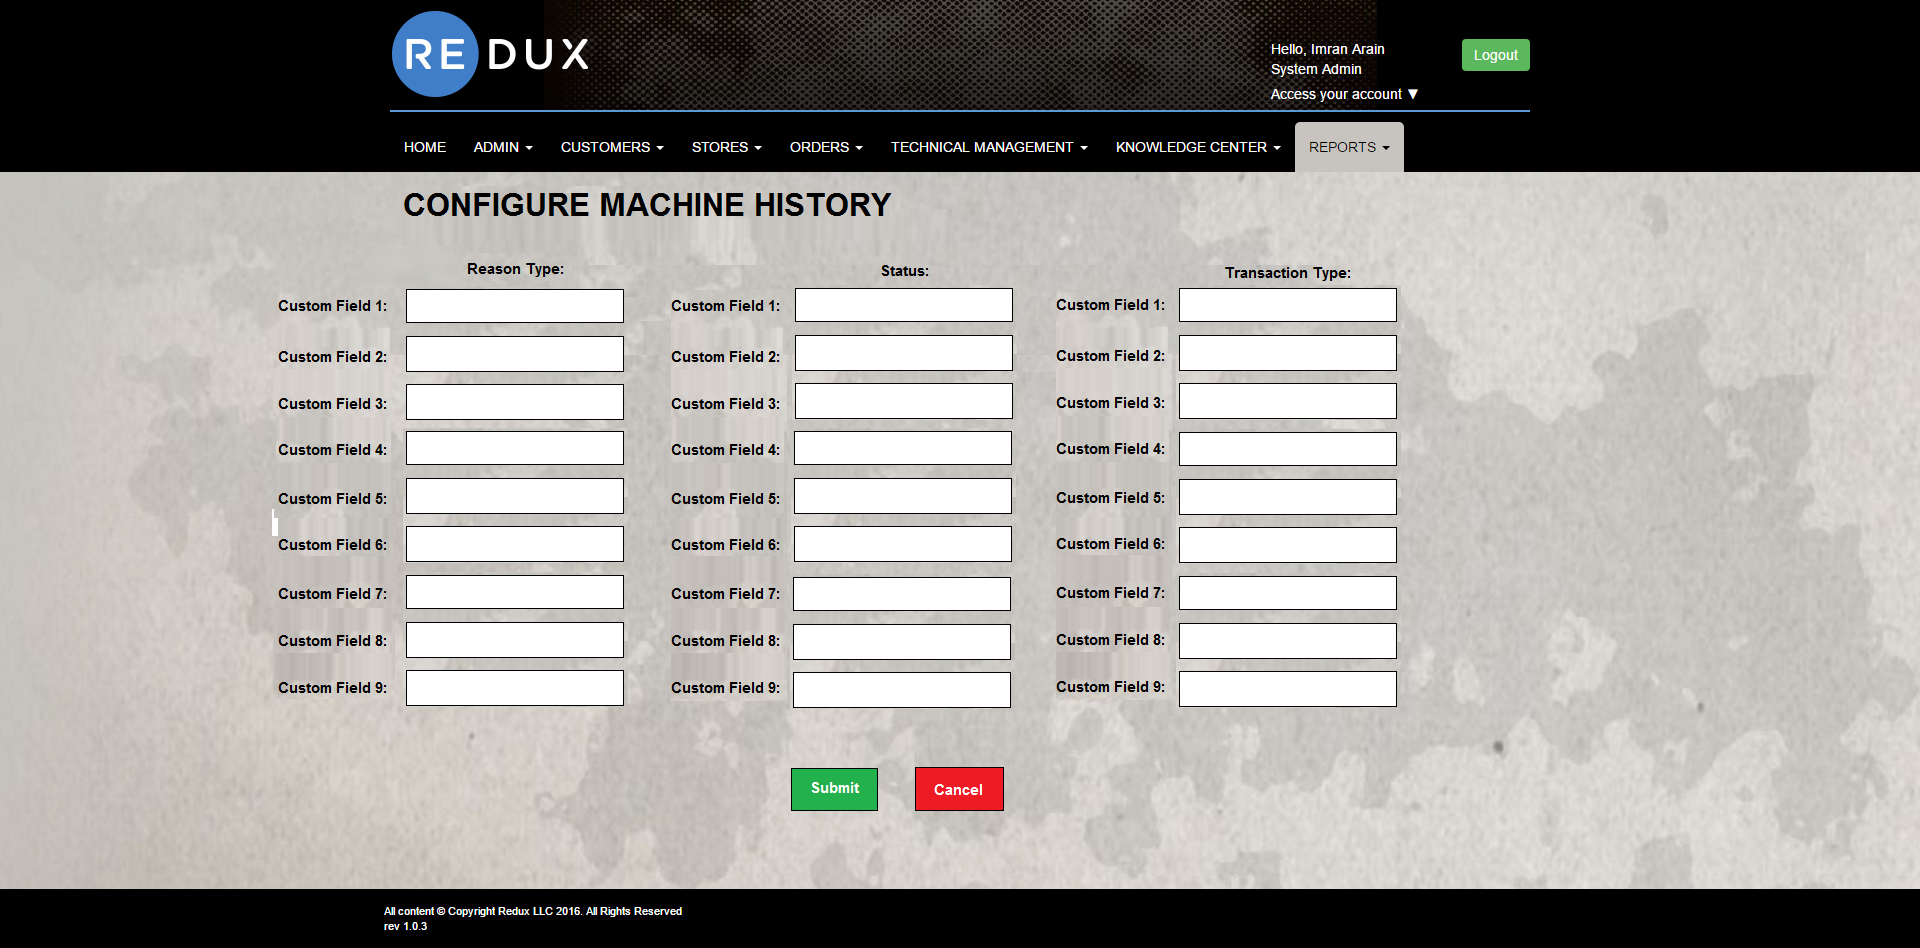 REDUX
Hello, Imran Arain
System Admin
Access your account ▼
Logout
HOME ADMIN CUSTOMERS STORES ORDERS TECHNICAL MANAGEMENT KNOWLEDGE CENTER REPORTS
CONFIGURE MACHINE HISTORY
Reason Type: Status: Transaction Type:
Custom Field 1: Custom Field 1: Custom Field 1:
Custom Field 2: Custom Field 2: Custom Field 2:
Custom Field 3: Custom Field 3: Custom Field 3:
Custom Field 4: Custom Field 4: Custom Field 4:
Custom Field 5: Custom Field 5: Custom Field 5:
Custom Field 6: Custom Field 6: Custom Field 6:
Custom Field 7: Custom Field 7: Custom Field 7:
Custom Field 8: Custom Field 8: Custom Field 8:
Custom Field 9: Custom Field 9: Custom Field 9:
Submit Cancel
All content © Copyright Redux LLC 2016. All Rights Reserved
rev 1.0.3